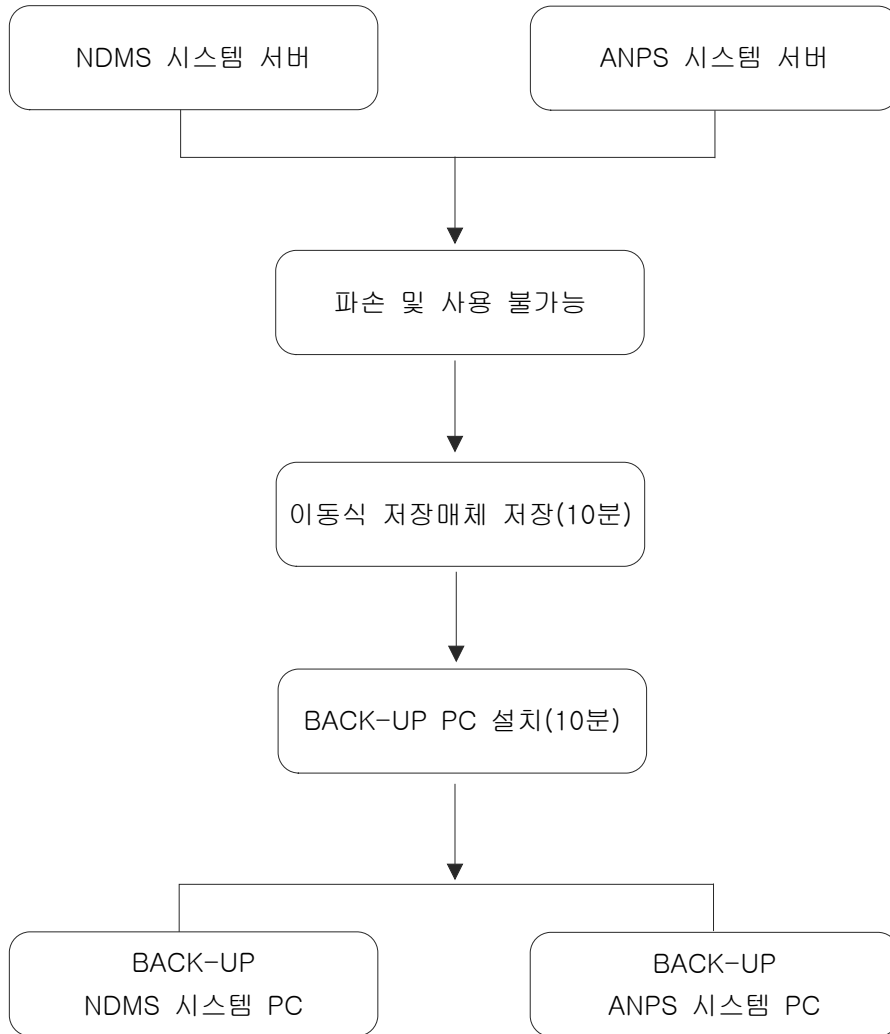 NDMS 시스템 서버
ANPS 시스템 서버
파손 및 사용 불가능
이동식 저장매체 저장(10분)
BACK-UP PC 설치(10분)
BACK-UP
NDMS 시스템 PC
BACK-UP
ANPS 시스템 PC